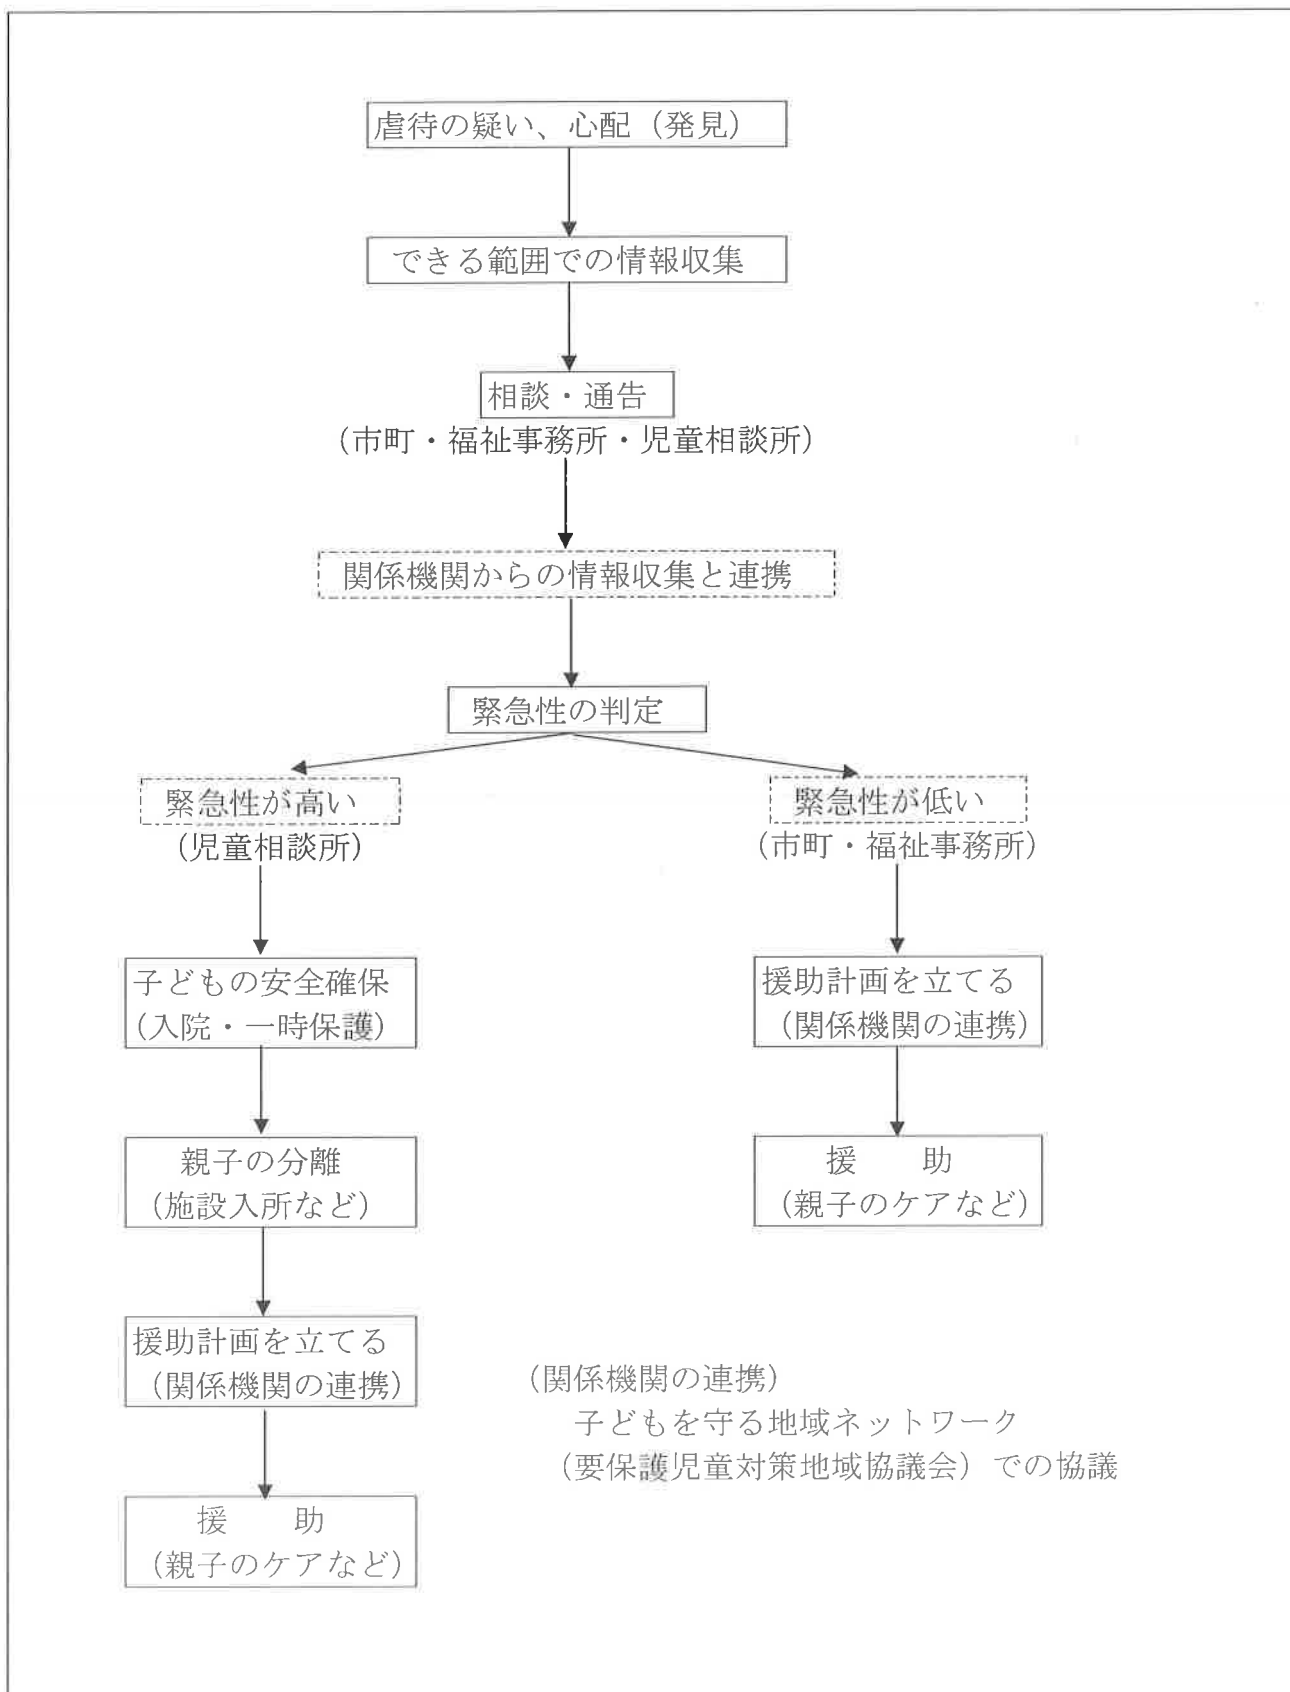 虐待の疑い、心配（発見）
できる範囲での情報収集
相談・通告
（市町・福祉事務所・児童相談所）
関係機関からの情報収集と連携
緊急性の判定
緊急性が高い
（児童相談所）
緊急性が低い
（市町・福祉事務所）
子どもの安全確保
（入院・一時保護）
援助計画を立てる
（関係機関の連携）
親子の分離
（施設入所など）
援　　助
（親子のケアなど）
援助計画を立てる
（関係機関の連携）
（関係機関の連携）
子どもを守る地域ネットワーク
（要保護児童対策地域協議会）での協議
援　　助
（親子のケアなど）